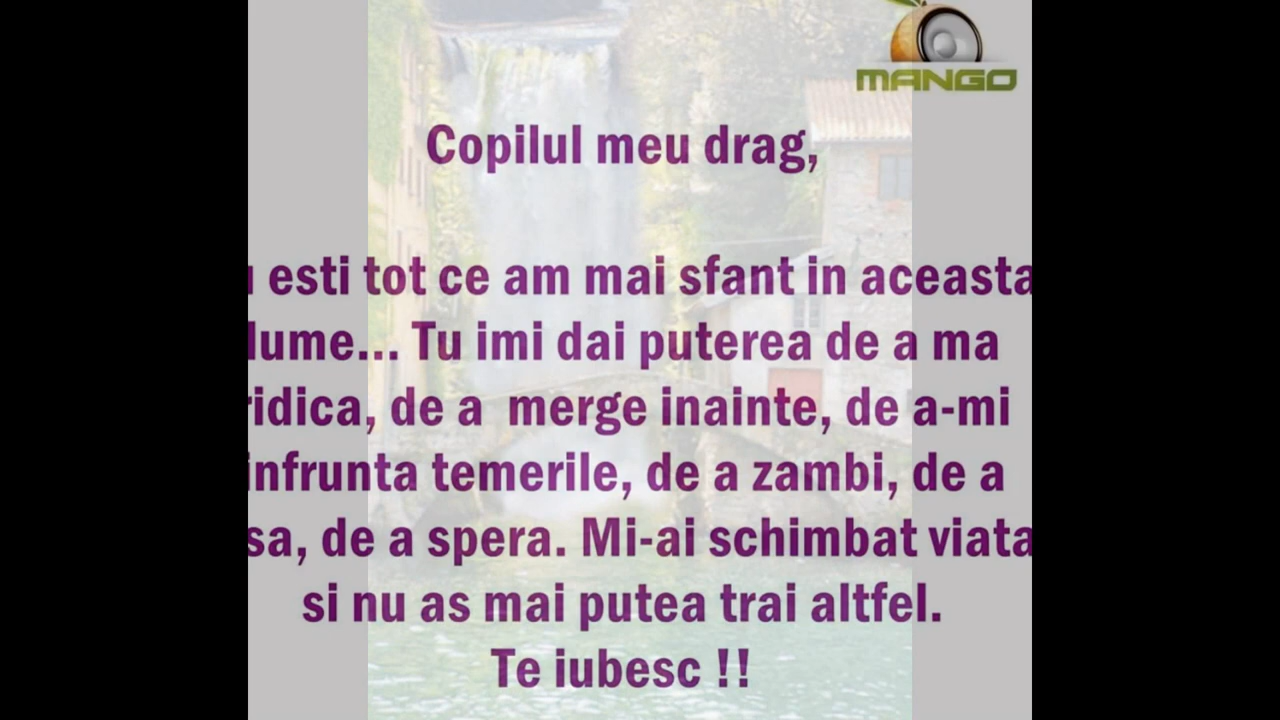 MANGO
Copilul meu drag,
esti tot ce am mai sfant in aceasta
lume... Tu imi dai puterea de a ma
ridica, de a merge inainte, de a-mi
infrunta temerile, de a zambi, de a
de a spera. Mi-ai schimbat viata
si nu as mai putea trai altfel.
Te iubesc !!